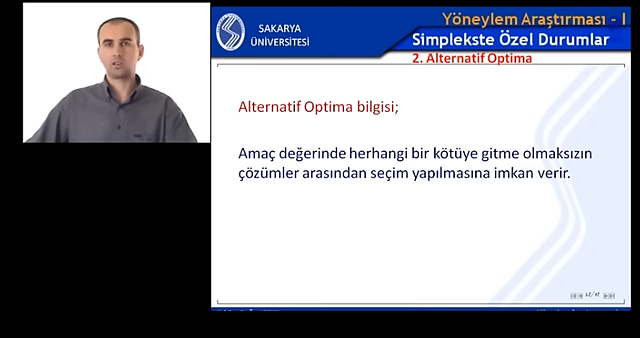 SAKARYA
ÜNİVERSİTESİ
Yöneylem Araştırması - I
Simplekste Özel Durumlar
2. Alternatif Optima
Alternatif Optima bilgisi;
Amaç değerinde herhangi bir kötüye gitme olmaksızın
çözümler arasından seçim yapılmasına imkan verir.